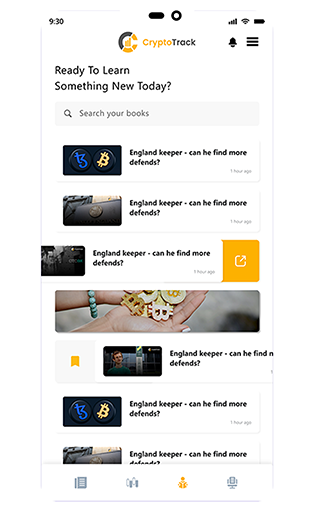 9:30
CryptoTrack
Ready To Learn
Something New Today?
Search your books
England keeper - can he find more
defends?
1 hour ago
England keeper - can he find more
defends?
1 hour ago
England keeper - can he find more
defends?
1 hour ago
England keeper - can he find n
defends?
England keeper - can he find more
defends?
1 hour ago
England keeper - can he find more
defends?